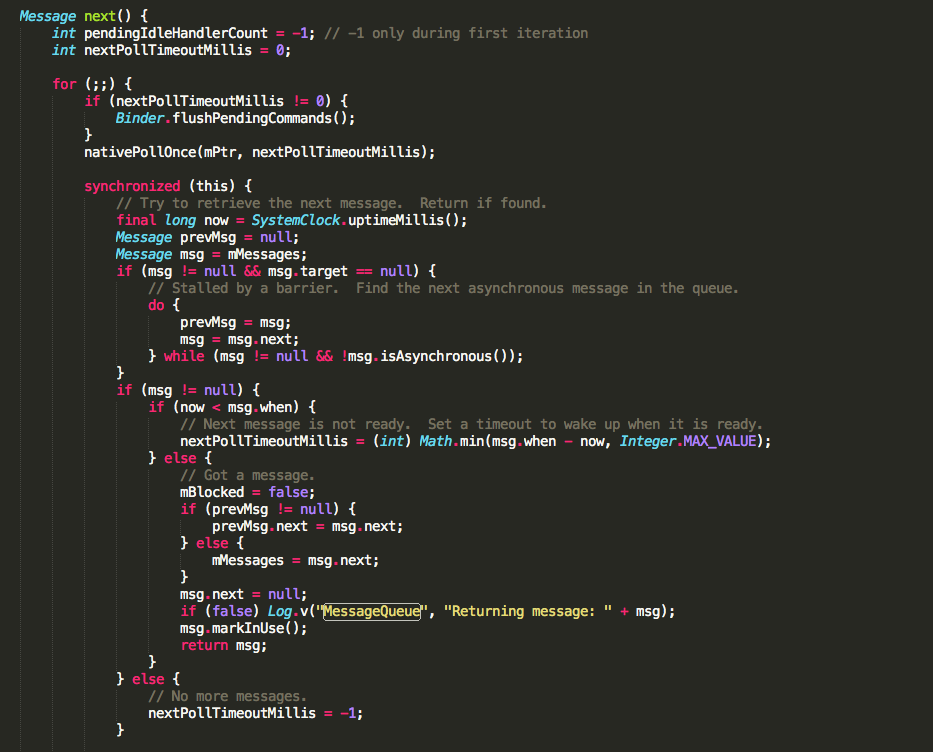 Message next() {
    int pendingIdleHandlerCount = -1; // -1 only during first iteration
    int nextPollTimeoutMillis = 0;

    for (;;) {
        if (nextPollTimeoutMillis != 0) {
            Binder.flushPendingCommands();
        }
        nativePollOnce(mPtr, nextPollTimeoutMillis);

        synchronized (this) {
            // Try to retrieve the next message.  Return if found.
            final long now = SystemClock.uptimeMillis();
            Message prevMsg = null;
            Message msg = mMessages;
            if (msg != null && msg.target == null) {
                // Stalled by a barrier.  Find the next asynchronous message in the queue.
                do {
                    prevMsg = msg;
                    msg = msg.next;
                } while (msg != null && !msg.isAsynchronous());
            }
            if (msg != null) {
                if (now < msg.when) {
                    // Next message is not ready.  Set a timeout to wake up when it is ready.
                    nextPollTimeoutMillis = (int) Math.min(msg.when - now, Integer.MAX_VALUE);
                } else {
                    // Got a message.
                    mBlocked = false;
                    if (prevMsg != null) {
                        prevMsg.next = msg.next;
                    } else {
                        mMessages = msg.next;
                    }
                    msg.next = null;
                    if (false) Log.v("MessageQueue", "Returning message: " + msg);
                    msg.markInUse();
                    return msg;
                }
            } else {
                // No more messages.
                nextPollTimeoutMillis = -1;
            }